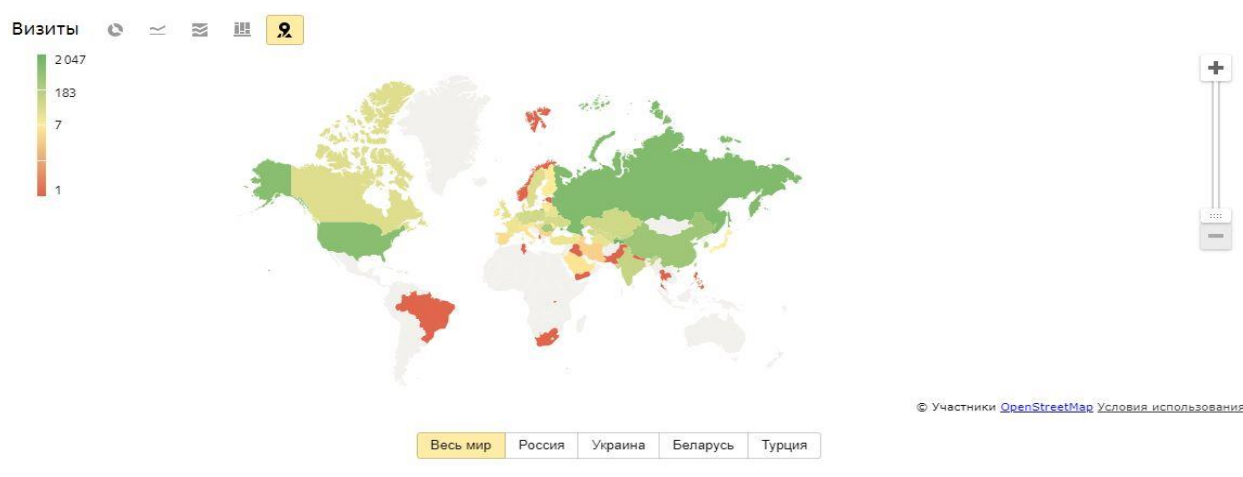 Визиты
2 047
183
7
1
© Участники OpenStreetMap Условия использования
Весь мир Россия Украина Беларусь Турция